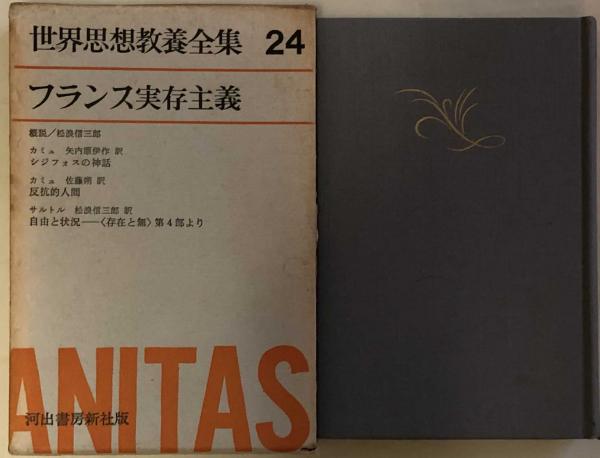 世界思想教養全集 24
フランス実存主義
概説／松浪信三郎
カミュ 矢内原伊作 訳
シジフォスの神話
カミュ 佐藤朔 訳
反抗的人間
サルトル 松浪信三郎 訳
自由と状況——〈存在と無〉第4部より
ANITAS
河出書房新社版